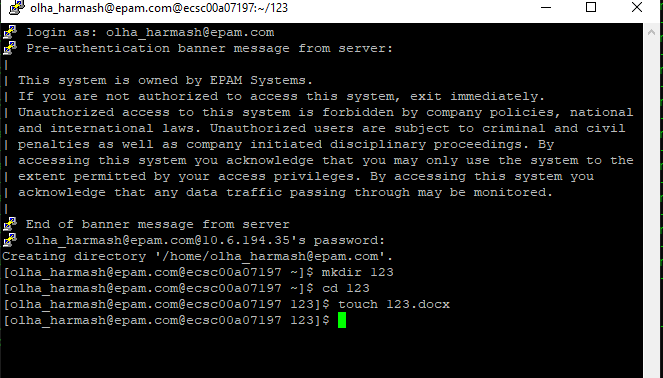 olha_harmash@epam.com@ecsc00a07197:~/123
login as: olha_harmash@epam.com
Pre-authentication banner message from server:
|
| This system is owned by EPAM Systems.
| If you are not authorized to access this system, exit immediately.
| Unauthorized access to this system is forbidden by company policies, national
| and international laws. Unauthorized users are subject to criminal and civil
| penalties as well as company initiated disciplinary proceedings. By
| accessing this system you acknowledge that you may only use the system to the
| extent permitted by your access privileges. By accessing this system you
| acknowledge that any data traffic passing through may be monitored.
|
End of banner message from server
olha_harmash@epam.com@10.6.194.35's password:
Creating directory '/home/olha_harmash@epam.com'.
[olha_harmash@epam.com@ecsc00a07197 ~]$ mkdir 123
[olha_harmash@epam.com@ecsc00a07197 ~]$ cd 123
[olha_harmash@epam.com@ecsc00a07197 123]$ touch 123.docx
[olha_harmash@epam.com@ecsc00a07197 123]$